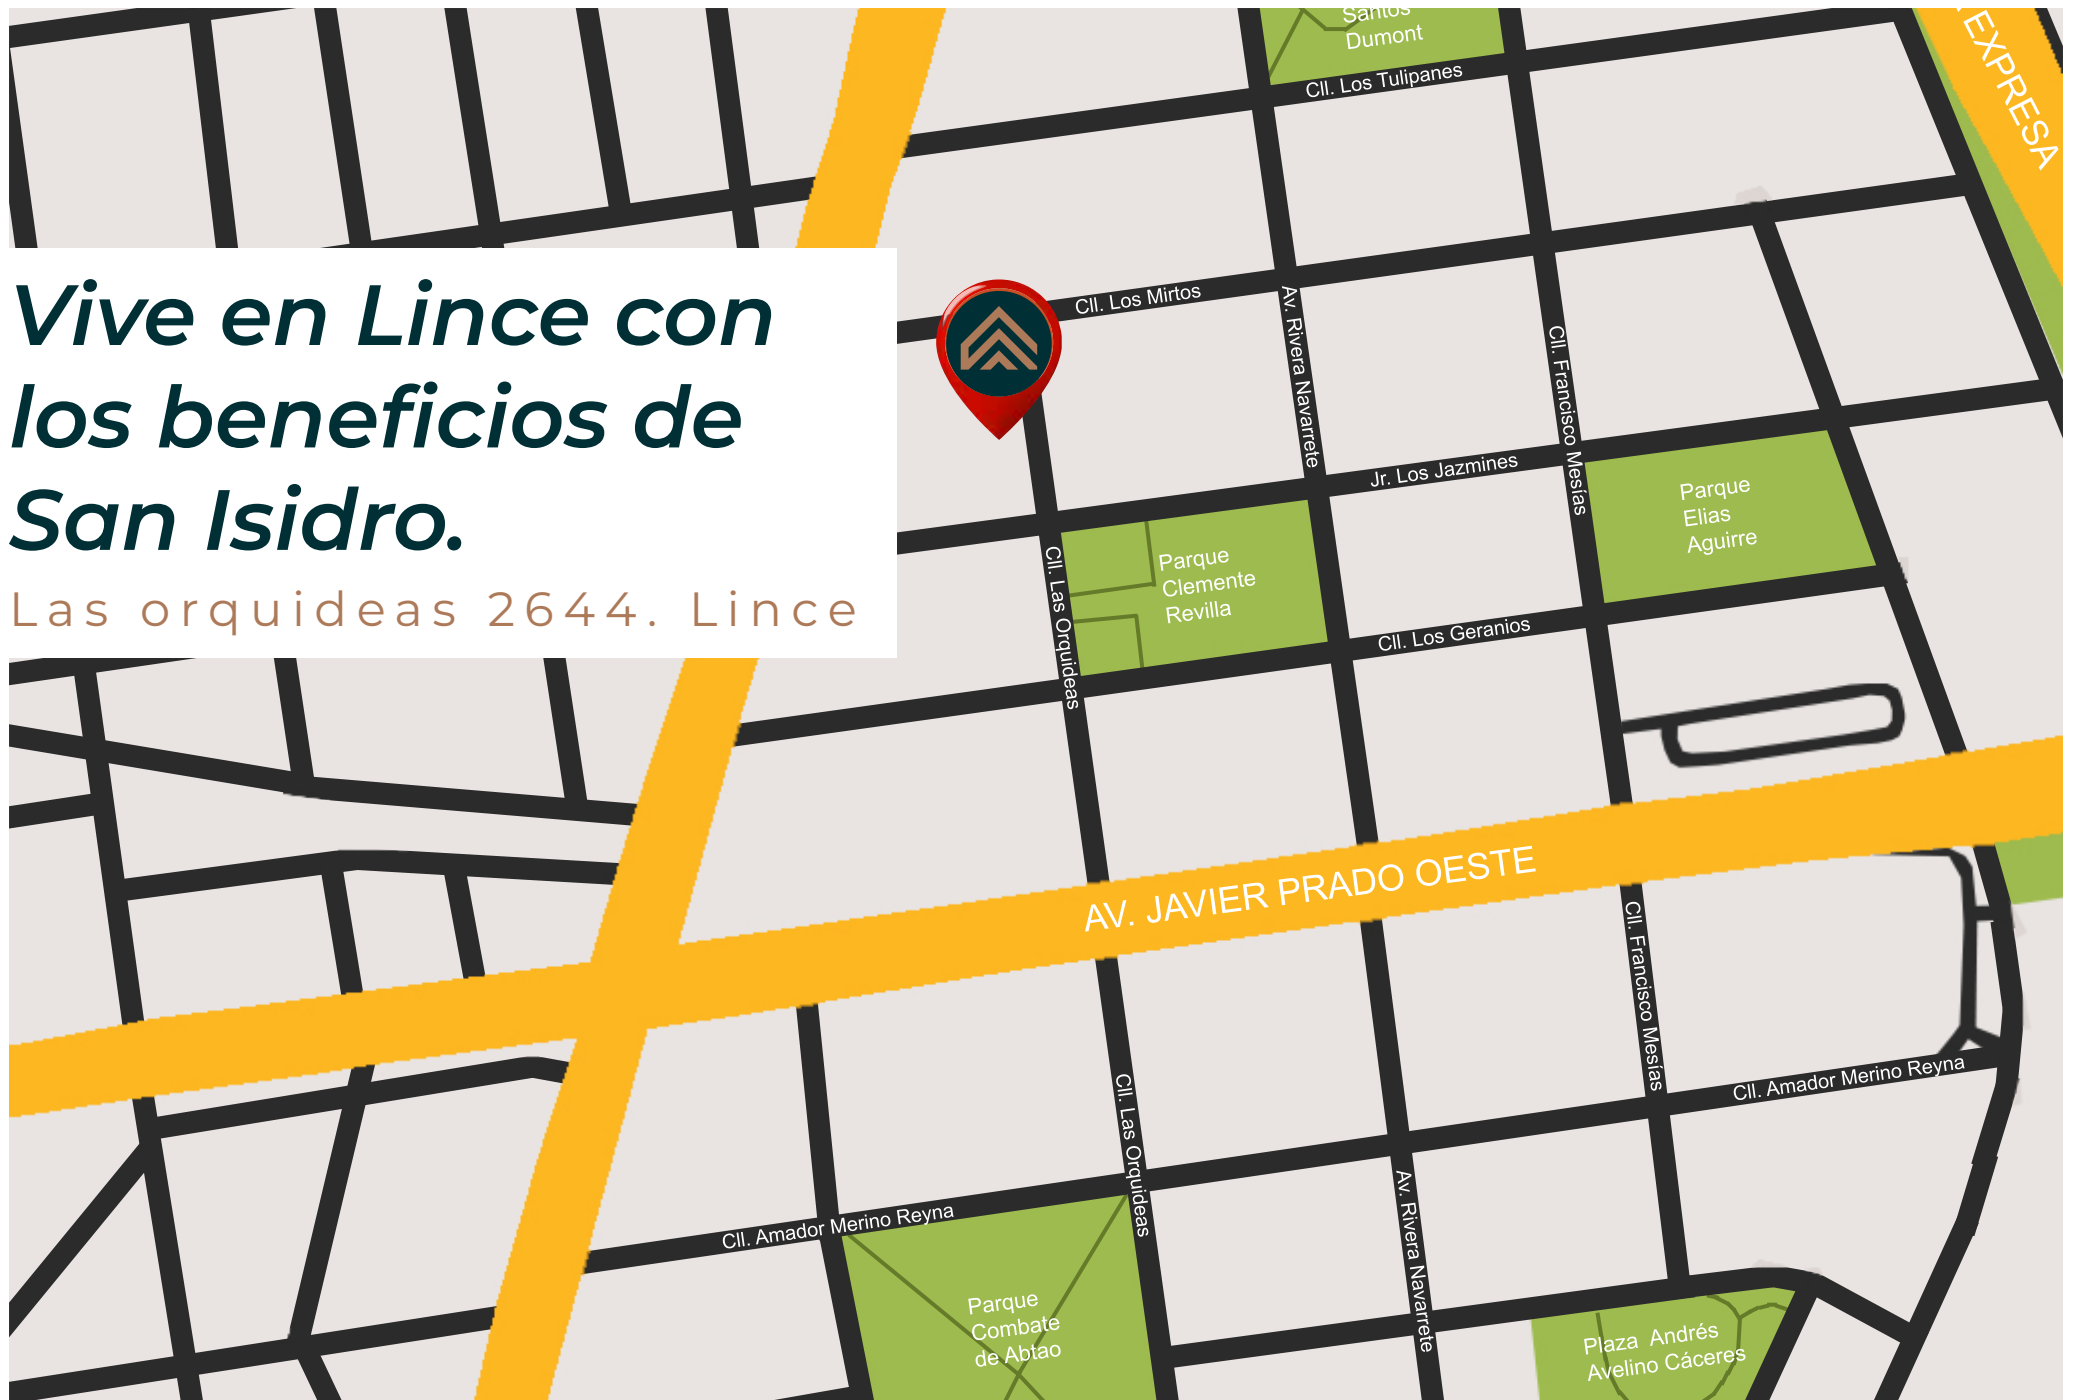 Santos
Dumont
Cll. Los Tulipanes
EXPRESA
Vive en Lince con
los beneficios de
San Isidro.
Las orquideas 2644. Lince
Cll. Los Mirtos
Av. Rivera Navarrete
Cll. Francisco Mesías
Jr. Los Jazmines
Parque
Elias
Aguirre
Cll. Las Orquideas
Parque
Clemente
Revilla
Cll. Los Geranios
AV. JAVIER PRADO OESTE
Cll. Francisco Mesías
Cll. Las Orquideas
Cll. Amador Merino Reyna
Cll. Amador Merino Reyna
Av. Rivera Navarrete
Parque
Combate
de Abtao
Plaza Andrés
Avelino Cáceres